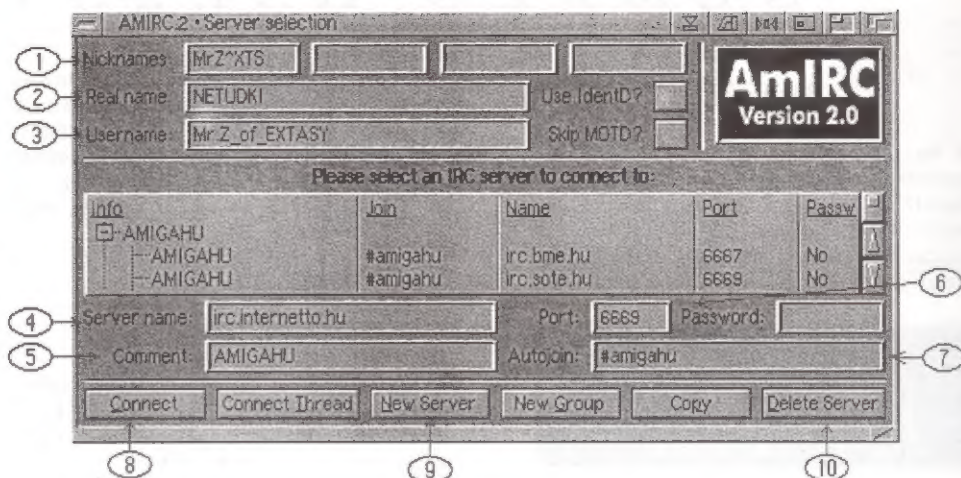 AMIRC.2 • Server selection
1 Nicknames: MrZ^XTS
2 Real name: NETUDKI Use IdentD?
3 Username: Mr.Z_of_EXTASY Skip MOTD?
AmIRC
Version 2.0
Please select an IRC server to connect to:
Info Join Name Port Passw
AMIGAHU
AMIGAHU #amigahu irc.bme.hu 6667 No
AMIGAHU #amigahu irc.sote.hu 6669 No
6
4 Server name: irc.internetto.hu Port: 6669 Password:
5 Comment: AMIGAHU Autojoin: #amigahu 7
Connect Connect Thread New Server New Group Copy Delete Server
8 9 10